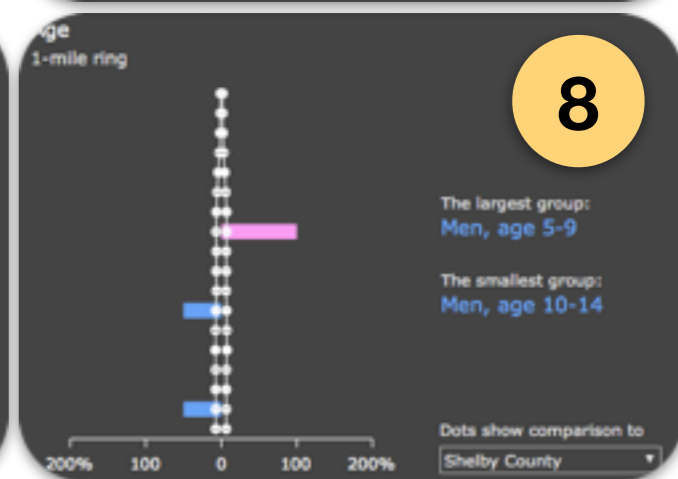 Age
1-mile ring
8
The largest group:
Men, age 5-9
The smallest group:
Men, age 10-14
Dots show comparison to
Shelby County
200% 100 0 100 200%